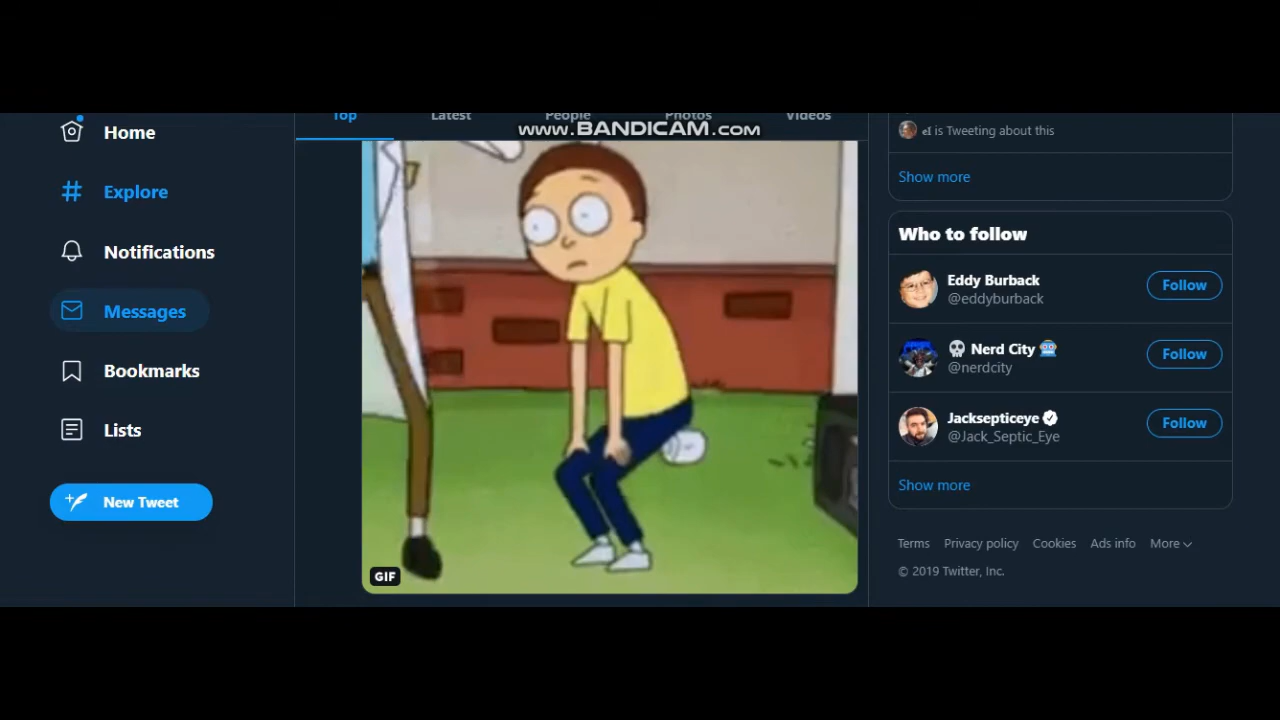 Home
Explore
Notifications
Messages
Bookmarks
Lists
New Tweet
Top
Latest
People
Photos
Videos
www.BANDICAM.com
GIF
el is Tweeting about this
Show more
Who to follow
Eddy Burback
@eddyburback
Follow
Nerd City
@nerdcity
Follow
Jacksepticeye
@Jack_Septic_Eye
Follow
Show more
Terms Privacy policy Cookies Ads info More
© 2019 Twitter, Inc.